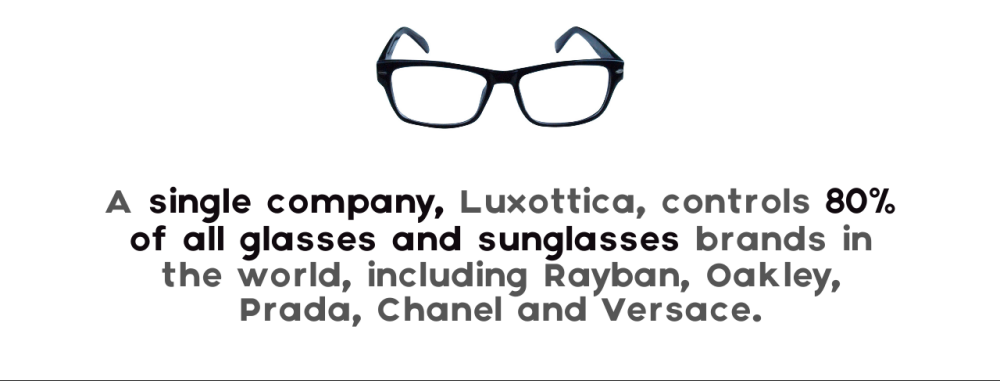 A single company, Luxottica, controls 80%
of all glasses and sunglasses brands in
the world, including Rayban, Oakley,
Prada, Chanel and Versace.